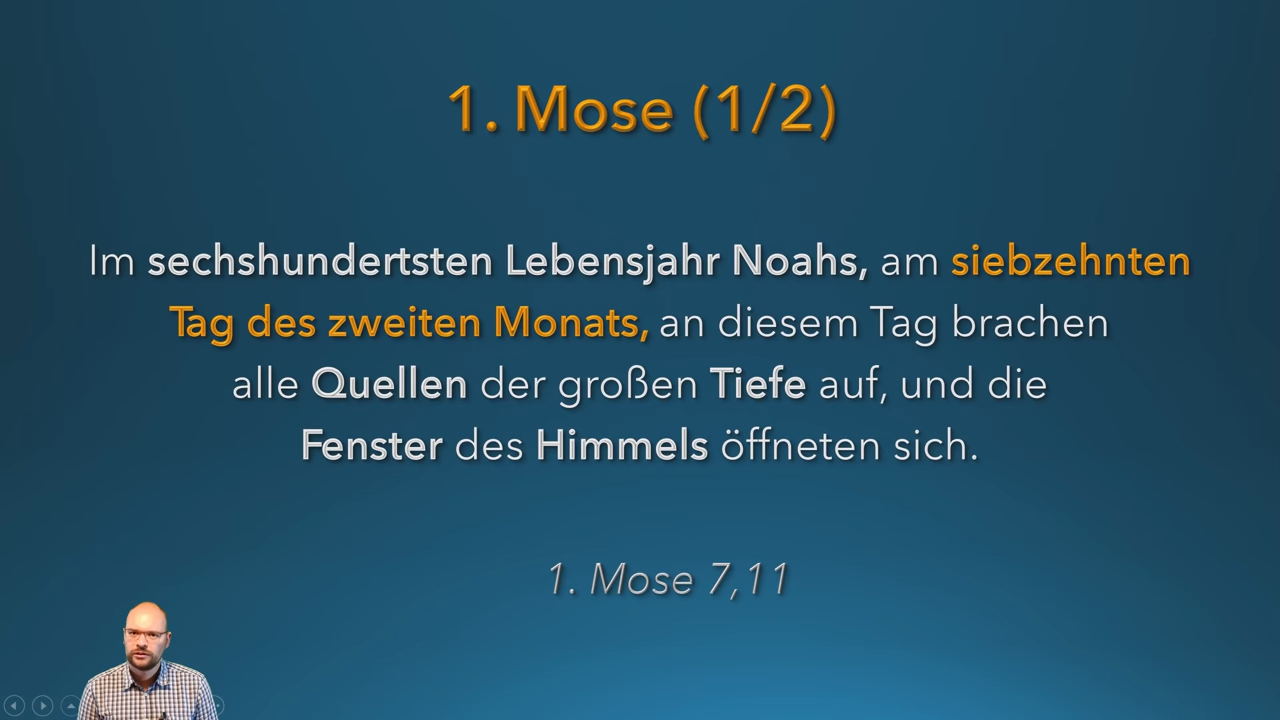 1. Mose (1/2)
Im sechshundertsten Lebensjahr Noahs, am siebzehnten
Tag des zweiten Monats, an diesem Tag brachen
alle Quellen der großen Tiefe auf, und die
Fenster des Himmels öffneten sich.
1. Mose 7,11